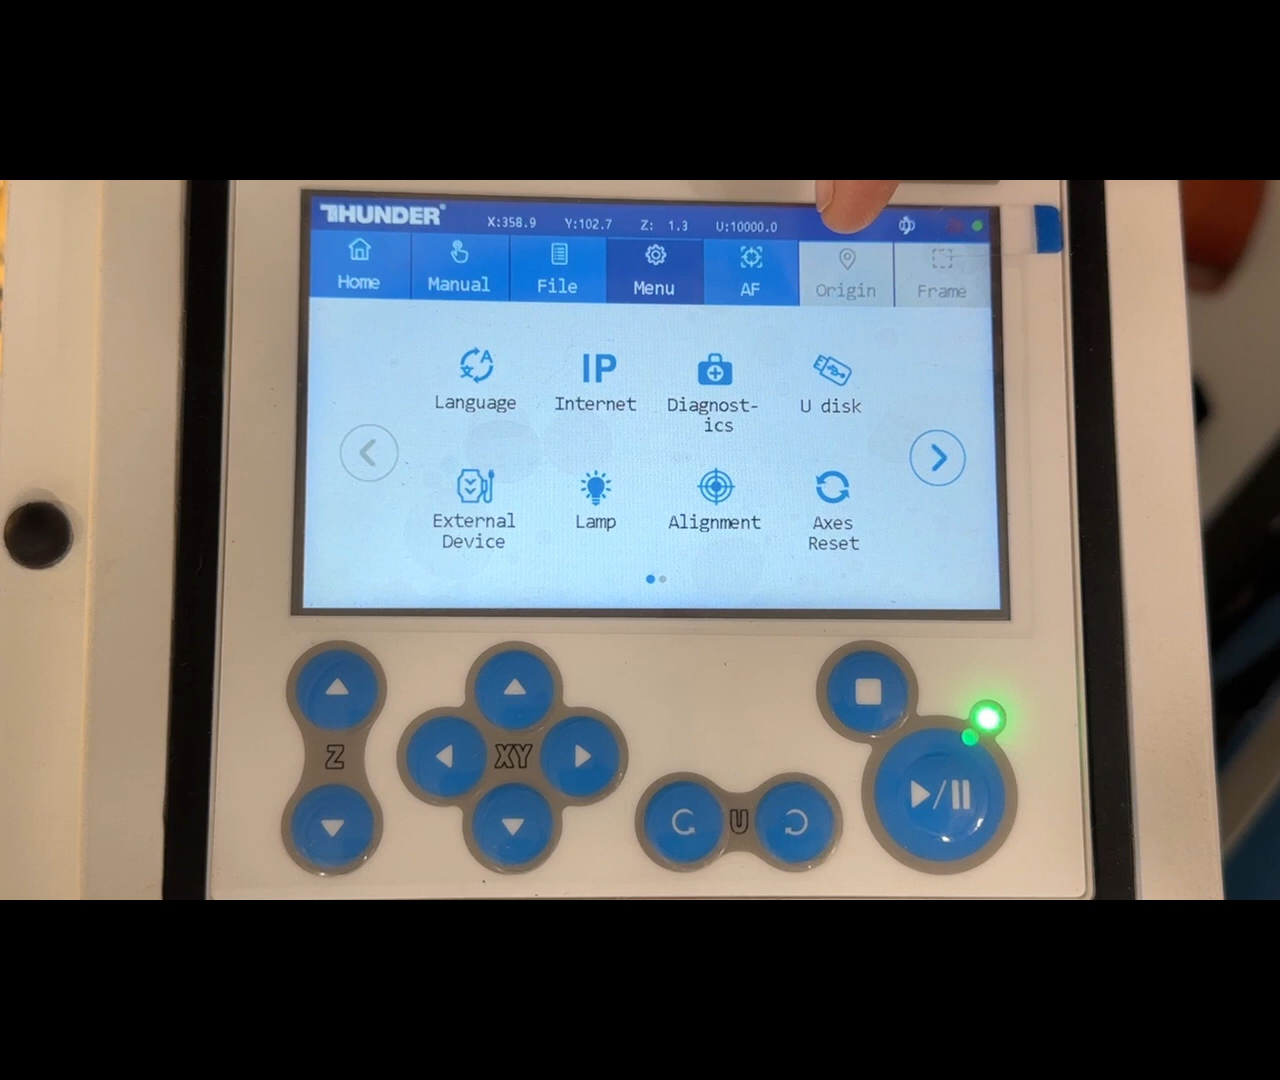 THUNDER X:358.9 Y:102.7 Z: 1.3 U:10000.0
Home Manual File Menu AF Origin Frame
A
文
IP
Language Internet Diagnost-
ics U disk
External
Device Lamp Alignment Axes
Reset
Z XY U